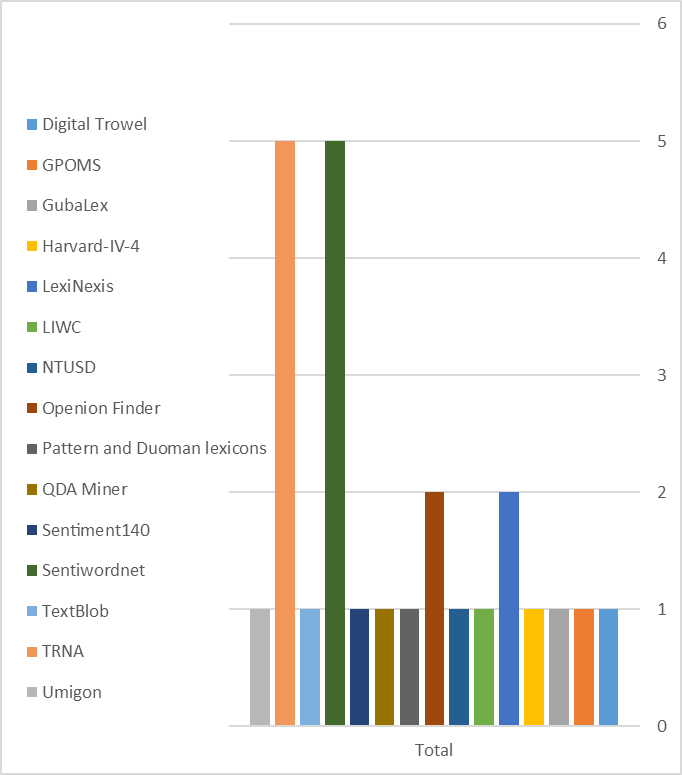 Digital Trowel
GPOMS
GubaLex
Harvard-IV-4
LexiNexis
LIWC
NTUSD
Openion Finder
Pattern and Duoman lexicons
QDA Miner
Sentiment140
Sentiwordnet
TextBlob
TRNA
Umigon
6
5
4
3
2
1
0
Total